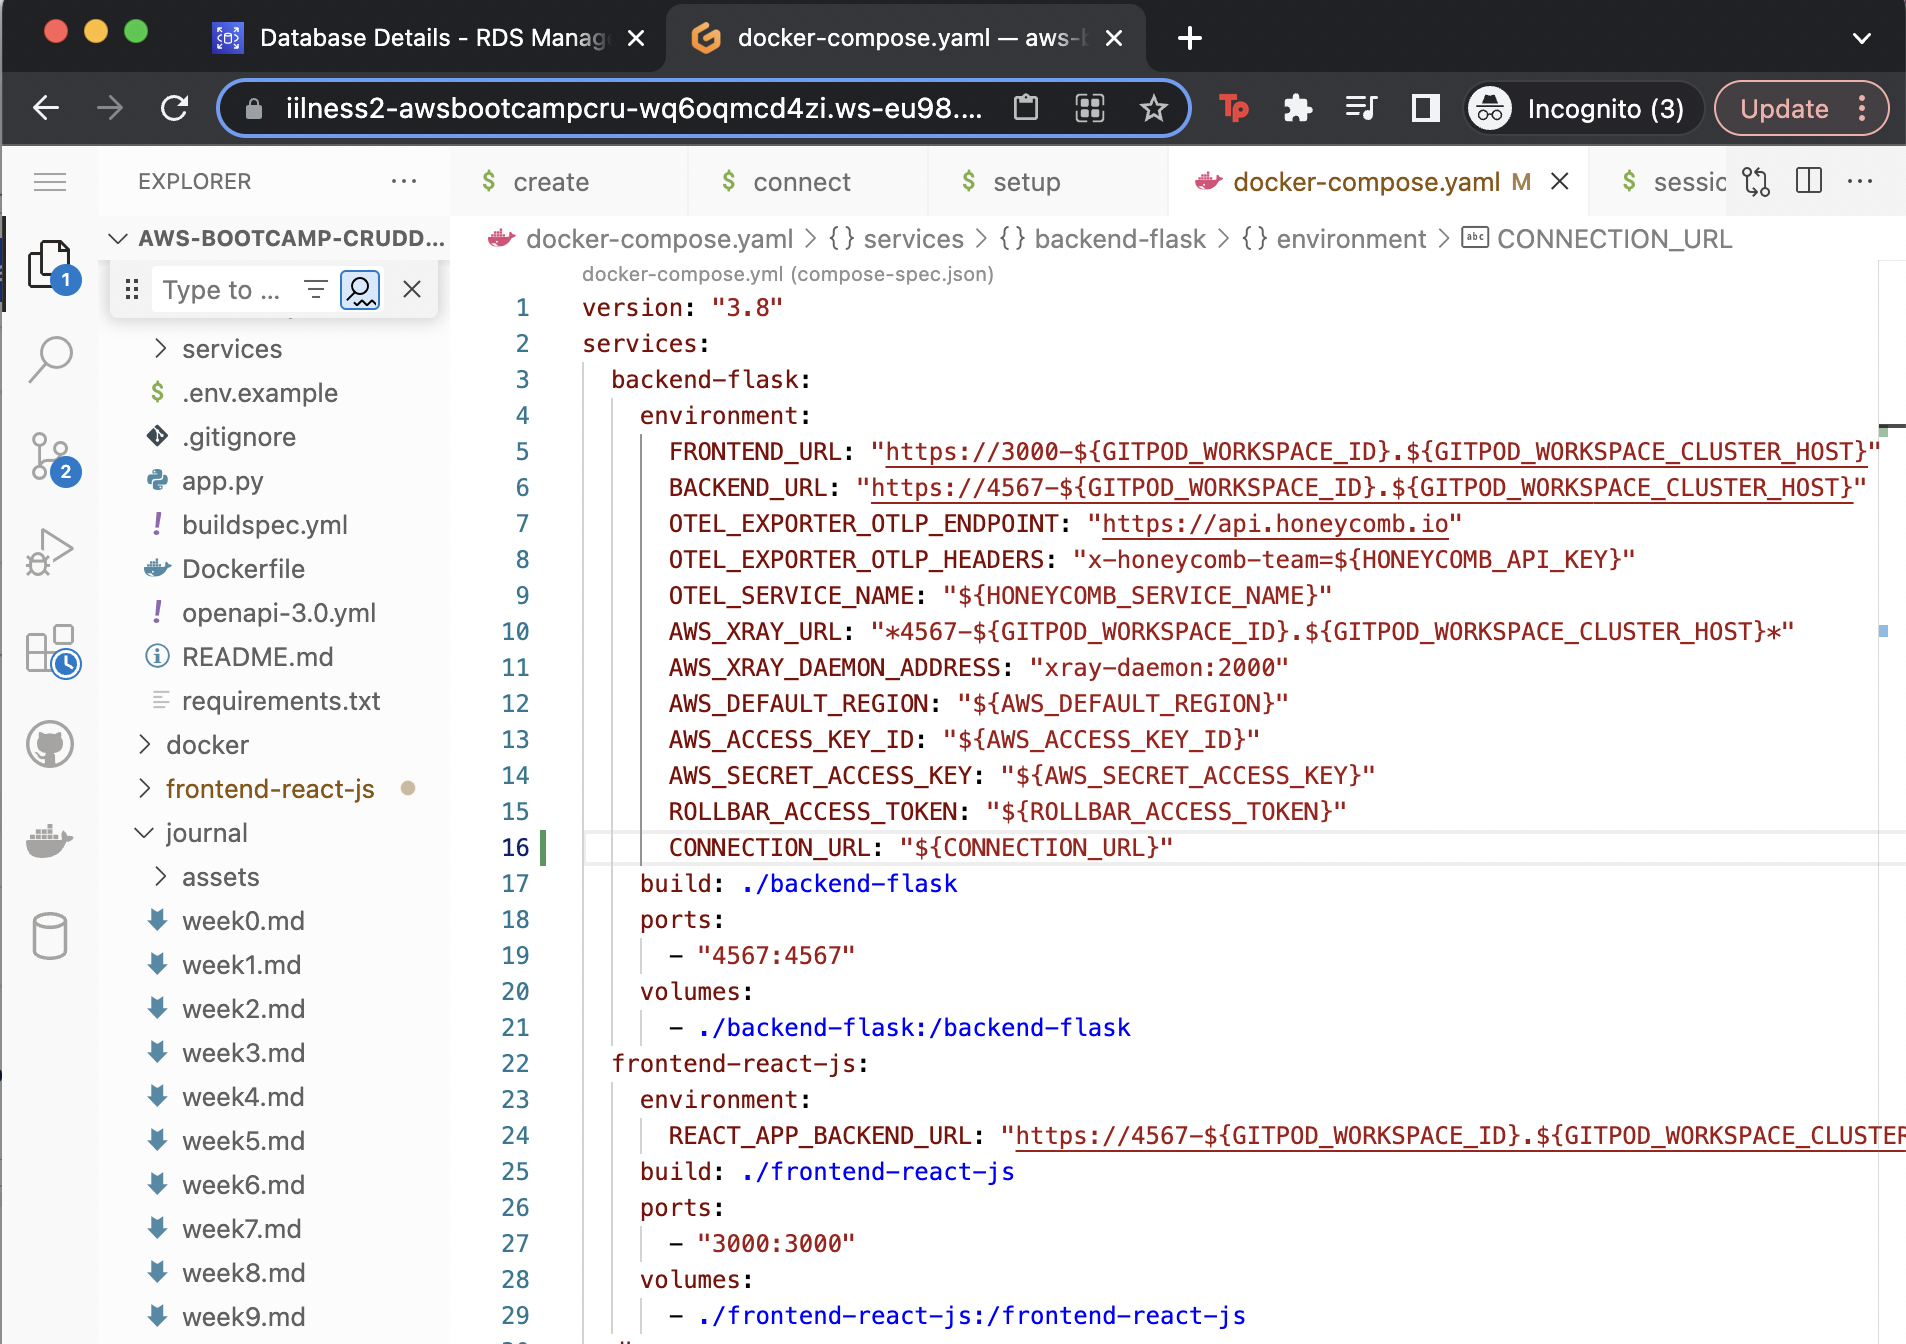 Database Details - RDS Manag
docker-compose.yaml — aws-b
iilness2-awsbootcampcru-wq6oqmcd4zi.ws-eu98....
Tp
Incognito (3)
Update
EXPLORER
$ create
$ connect
$ setup
docker-compose.yaml M
$ sessic
AWS-BOOTCAMP-CRUDD...
docker-compose.yaml > {} services > {} backend-flask > {} environment > abc CONNECTION_URL
1
Type to ...
docker-compose.yml (compose-spec.json)
services
$ .env.example
.gitignore
2
app.py
! buildspec.yml
Dockerfile
! openapi-3.0.yml
README.md
requirements.txt
docker
frontend-react-js
journal
assets
week0.md
week1.md
week2.md
week3.md
week4.md
week5.md
week6.md
week7.md
week8.md
week9.md
1 version: "3.8"
2 services:
3 backend-flask:
4 environment:
5 FRONTEND_URL: "https://3000-${GITPOD_WORKSPACE_ID}.${GITPOD_WORKSPACE_CLUSTER_HOST}"
6 BACKEND_URL: "https://4567-${GITPOD_WORKSPACE_ID}.${GITPOD_WORKSPACE_CLUSTER_HOST}"
7 OTEL_EXPORTER_OTLP_ENDPOINT: "https://api.honeycomb.io"
8 OTEL_EXPORTER_OTLP_HEADERS: "x-honeycomb-team=${HONEYCOMB_API_KEY}"
9 OTEL_SERVICE_NAME: "${HONEYCOMB_SERVICE_NAME}"
10 AWS_XRAY_URL: "*4567-${GITPOD_WORKSPACE_ID}.${GITPOD_WORKSPACE_CLUSTER_HOST}*"
11 AWS_XRAY_DAEMON_ADDRESS: "xray-daemon:2000"
12 AWS_DEFAULT_REGION: "${AWS_DEFAULT_REGION}"
13 AWS_ACCESS_KEY_ID: "${AWS_ACCESS_KEY_ID}"
14 AWS_SECRET_ACCESS_KEY: "${AWS_SECRET_ACCESS_KEY}"
15 ROLLBAR_ACCESS_TOKEN: "${ROLLBAR_ACCESS_TOKEN}"
16 CONNECTION_URL: "${CONNECTION_URL}"
17 build: ./backend-flask
18 ports:
19 - "4567:4567"
20 volumes:
21 - ./backend-flask:/backend-flask
22 frontend-react-js:
23 environment:
24 REACT_APP_BACKEND_URL: "https://4567-${GITPOD_WORKSPACE_ID}.${GITPOD_WORKSPACE_CLUSTER
25 build: ./frontend-react-js
26 ports:
27 - "3000:3000"
28 volumes:
29 - ./frontend-react-js:/frontend-react-js